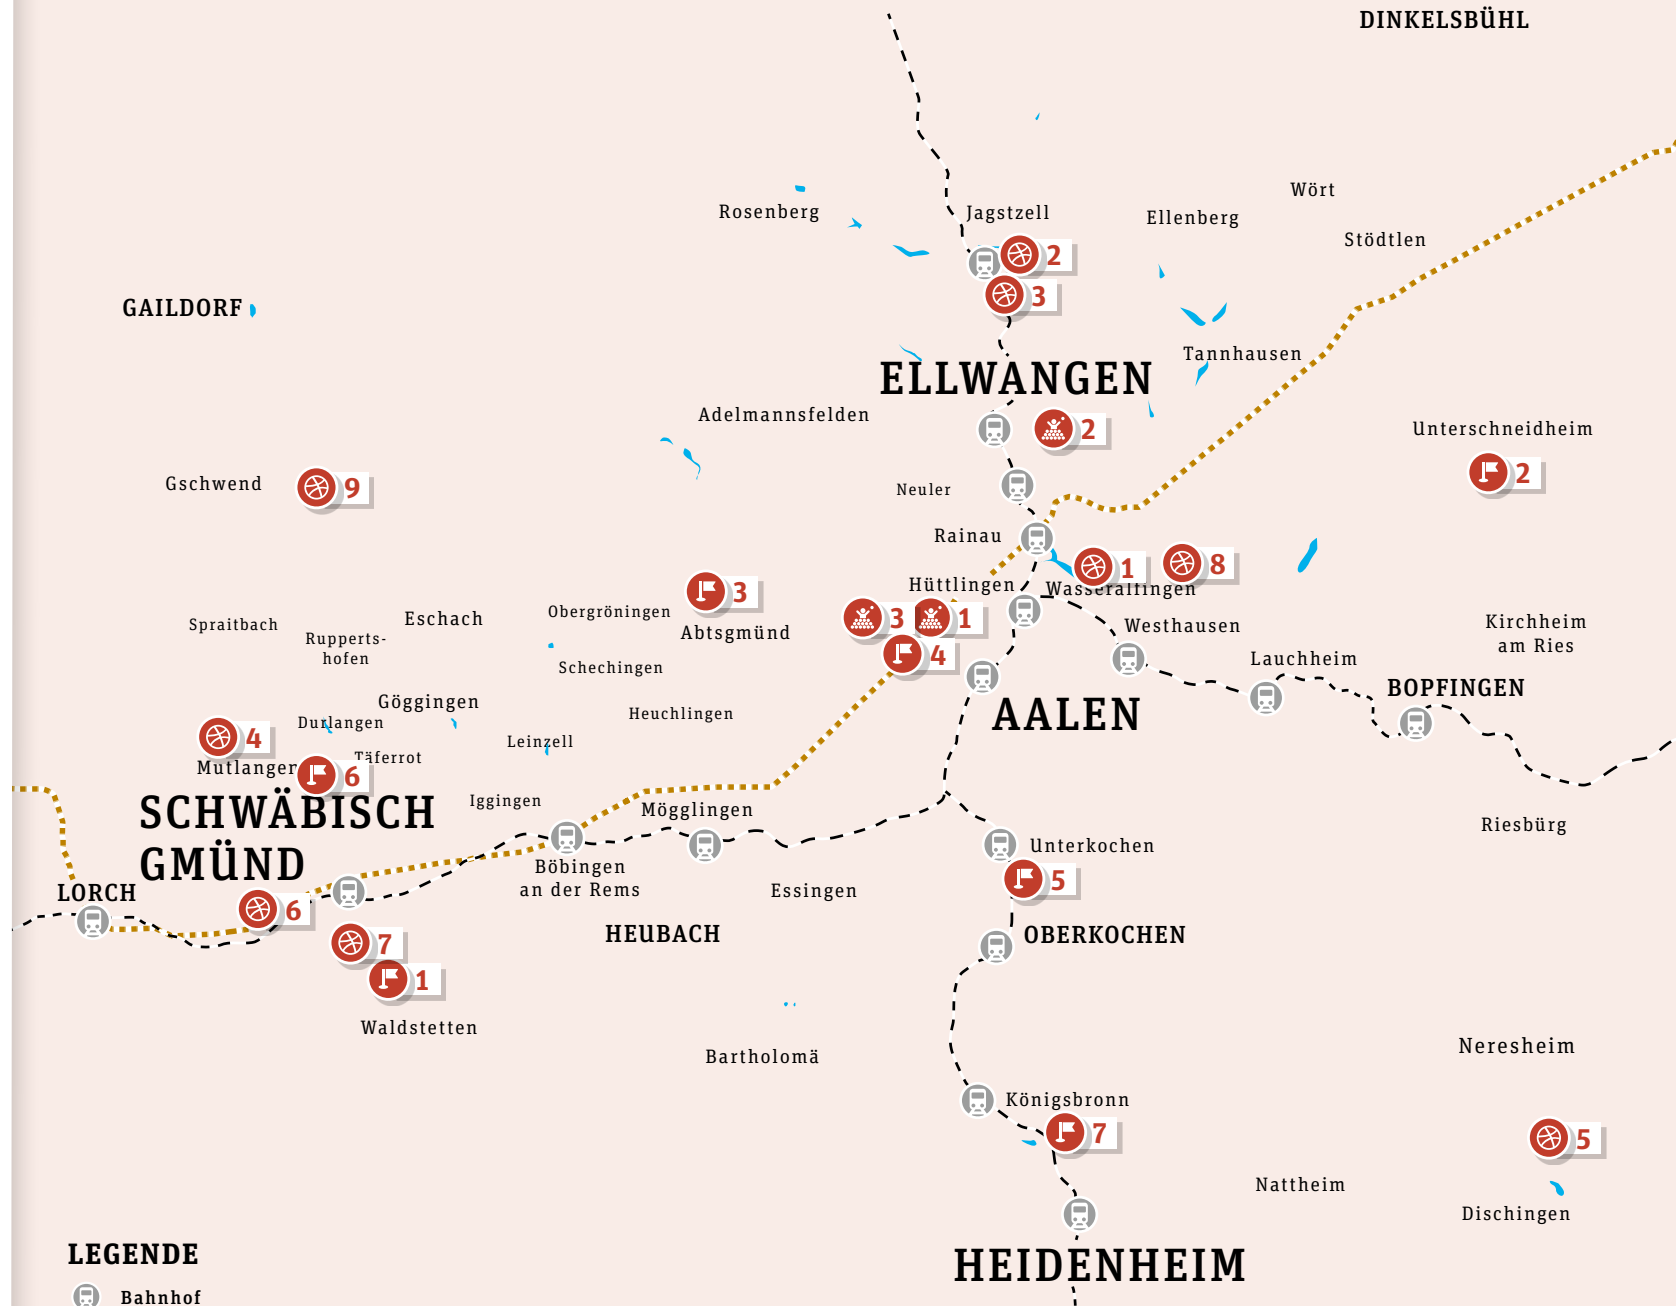 DINKELSBÜHL
Wört
Rosenberg
Jagstzell
Ellenberg
Stödtlen
2
3
GAILDORF
Tannhausen
ELLWANGEN
Adelmannsfelden
2
Unterschneidheim
2
Gschwend
9
Neuler
Rainau
1
8
Hüttlingen
Wasseralfingen
3
Obergröningen
Eschach
Spraitbach
Rupperts-
hofen
Abtsgmünd
3
1
4
Westhausen
Kirchheim
am Ries
Lauchheim
Schechingen
BOPFINGEN
Göggingen
Durlangen
Heuchlingen
AALEN
4
Leinzell
Täferrot
Mutlangen
6
Iggingen
Mögglingen
SCHWÄBISCH
GMÜND
Riesbürg
Unterkochen
Böbingen
an der Rems
5
Essingen
LORCH
6
HEUBACH
OBERKOCHEN
7
1
Waldstetten
Bartholomä
Neresheim
Königsbronn
7
5
Nattheim
Dischingen
LEGENDE
HEIDENHEIM
Bahnhof